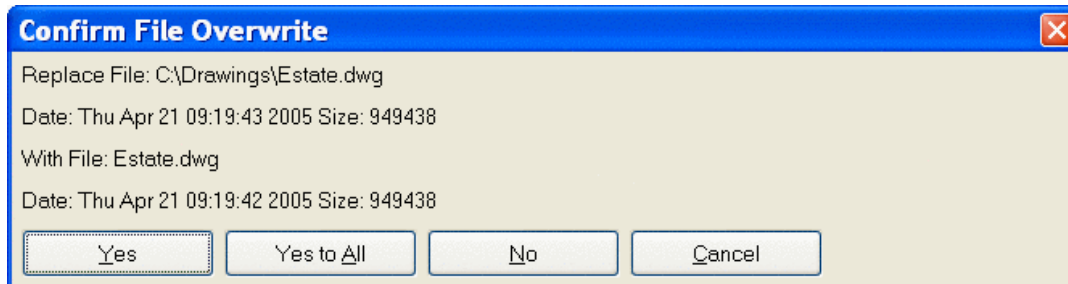 Confirm File Overwrite
Replace File: C:\Drawings\Estate.dwg
Date: Thu Apr 21 09:19:43 2005 Size: 949438
With File: Estate.dwg
Date: Thu Apr 21 09:19:42 2005 Size: 949438
Yes Yes to All No Cancel